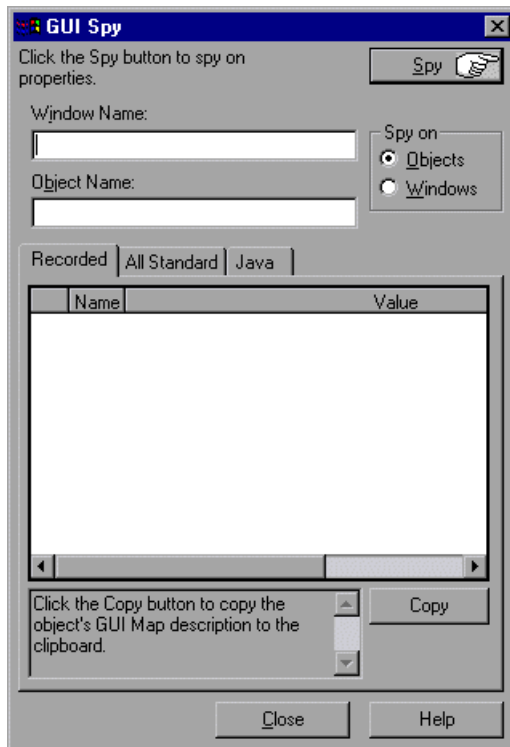 GUI Spy
Click the Spy button to spy on
properties.
Spy
Window Name:
Spy on
Objects
Windows
Object Name:
Recorded All Standard Java
Name Value
Click the Copy button to copy the
object's GUI Map description to the
clipboard.
Copy
Close Help